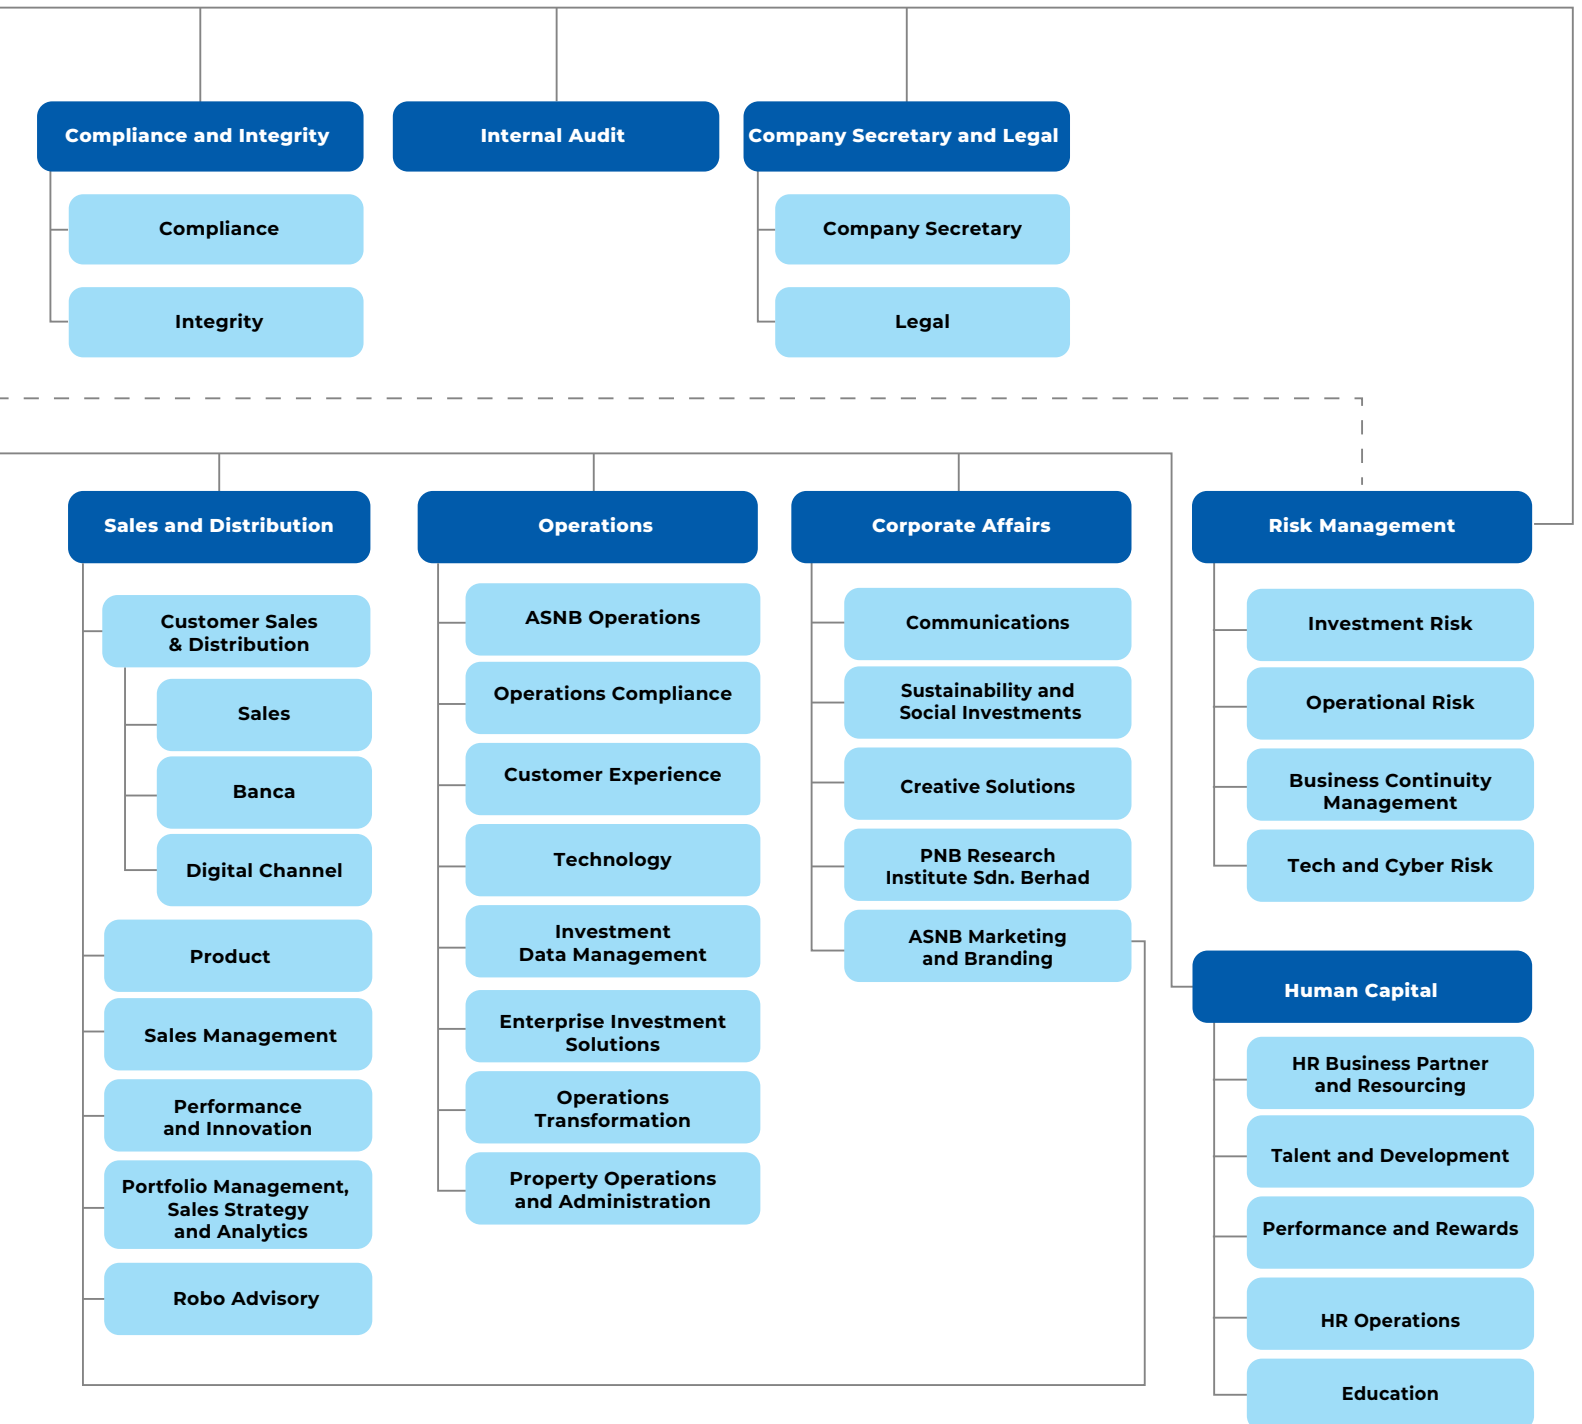 Compliance and Integrity
Compliance
Integrity
Internal Audit
Company Secretary and Legal
Company Secretary
Legal
Sales and Distribution
Customer Sales
& Distribution
Sales
Banca
Digital Channel
Product
Sales Management
Performance
and Innovation
Portfolio Management,
Sales Strategy
and Analytics
Robo Advisory
Operations
ASNB Operations
Operations Compliance
Customer Experience
Technology
Investment
Data Management
Enterprise Investment
Solutions
Operations
Transformation
Property Operations
and Administration
Corporate Affairs
Communications
Sustainability and
Social Investments
Creative Solutions
PNB Research
Institute Sdn. Berhad
ASNB Marketing
and Branding
Risk Management
Investment Risk
Operational Risk
Business Continuity
Management
Tech and Cyber Risk
Human Capital
HR Business Partner
and Resourcing
Talent and Development
Performance and Rewards
HR Operations
Education